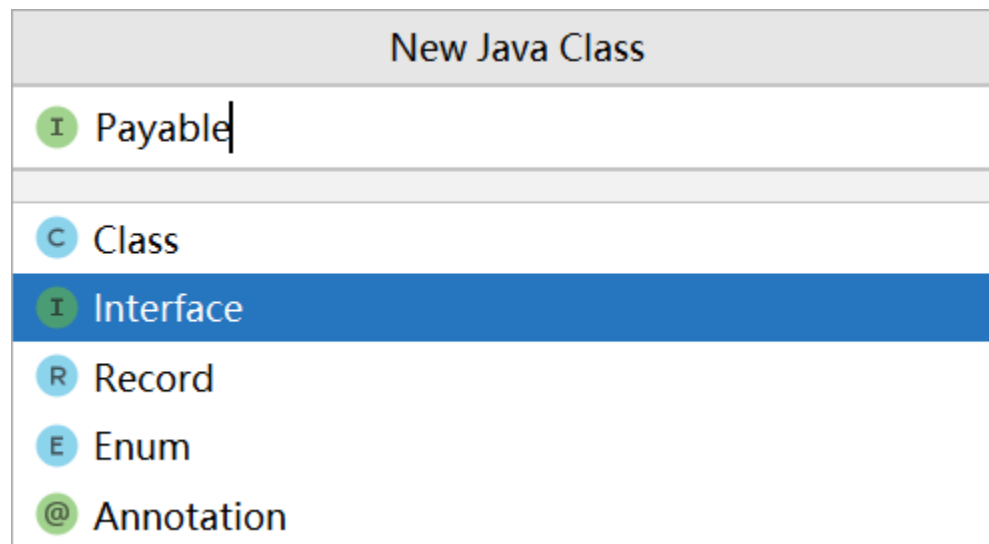 New Java Class
I Payable
C Class
I Interface
R Record
E Enum
@ Annotation